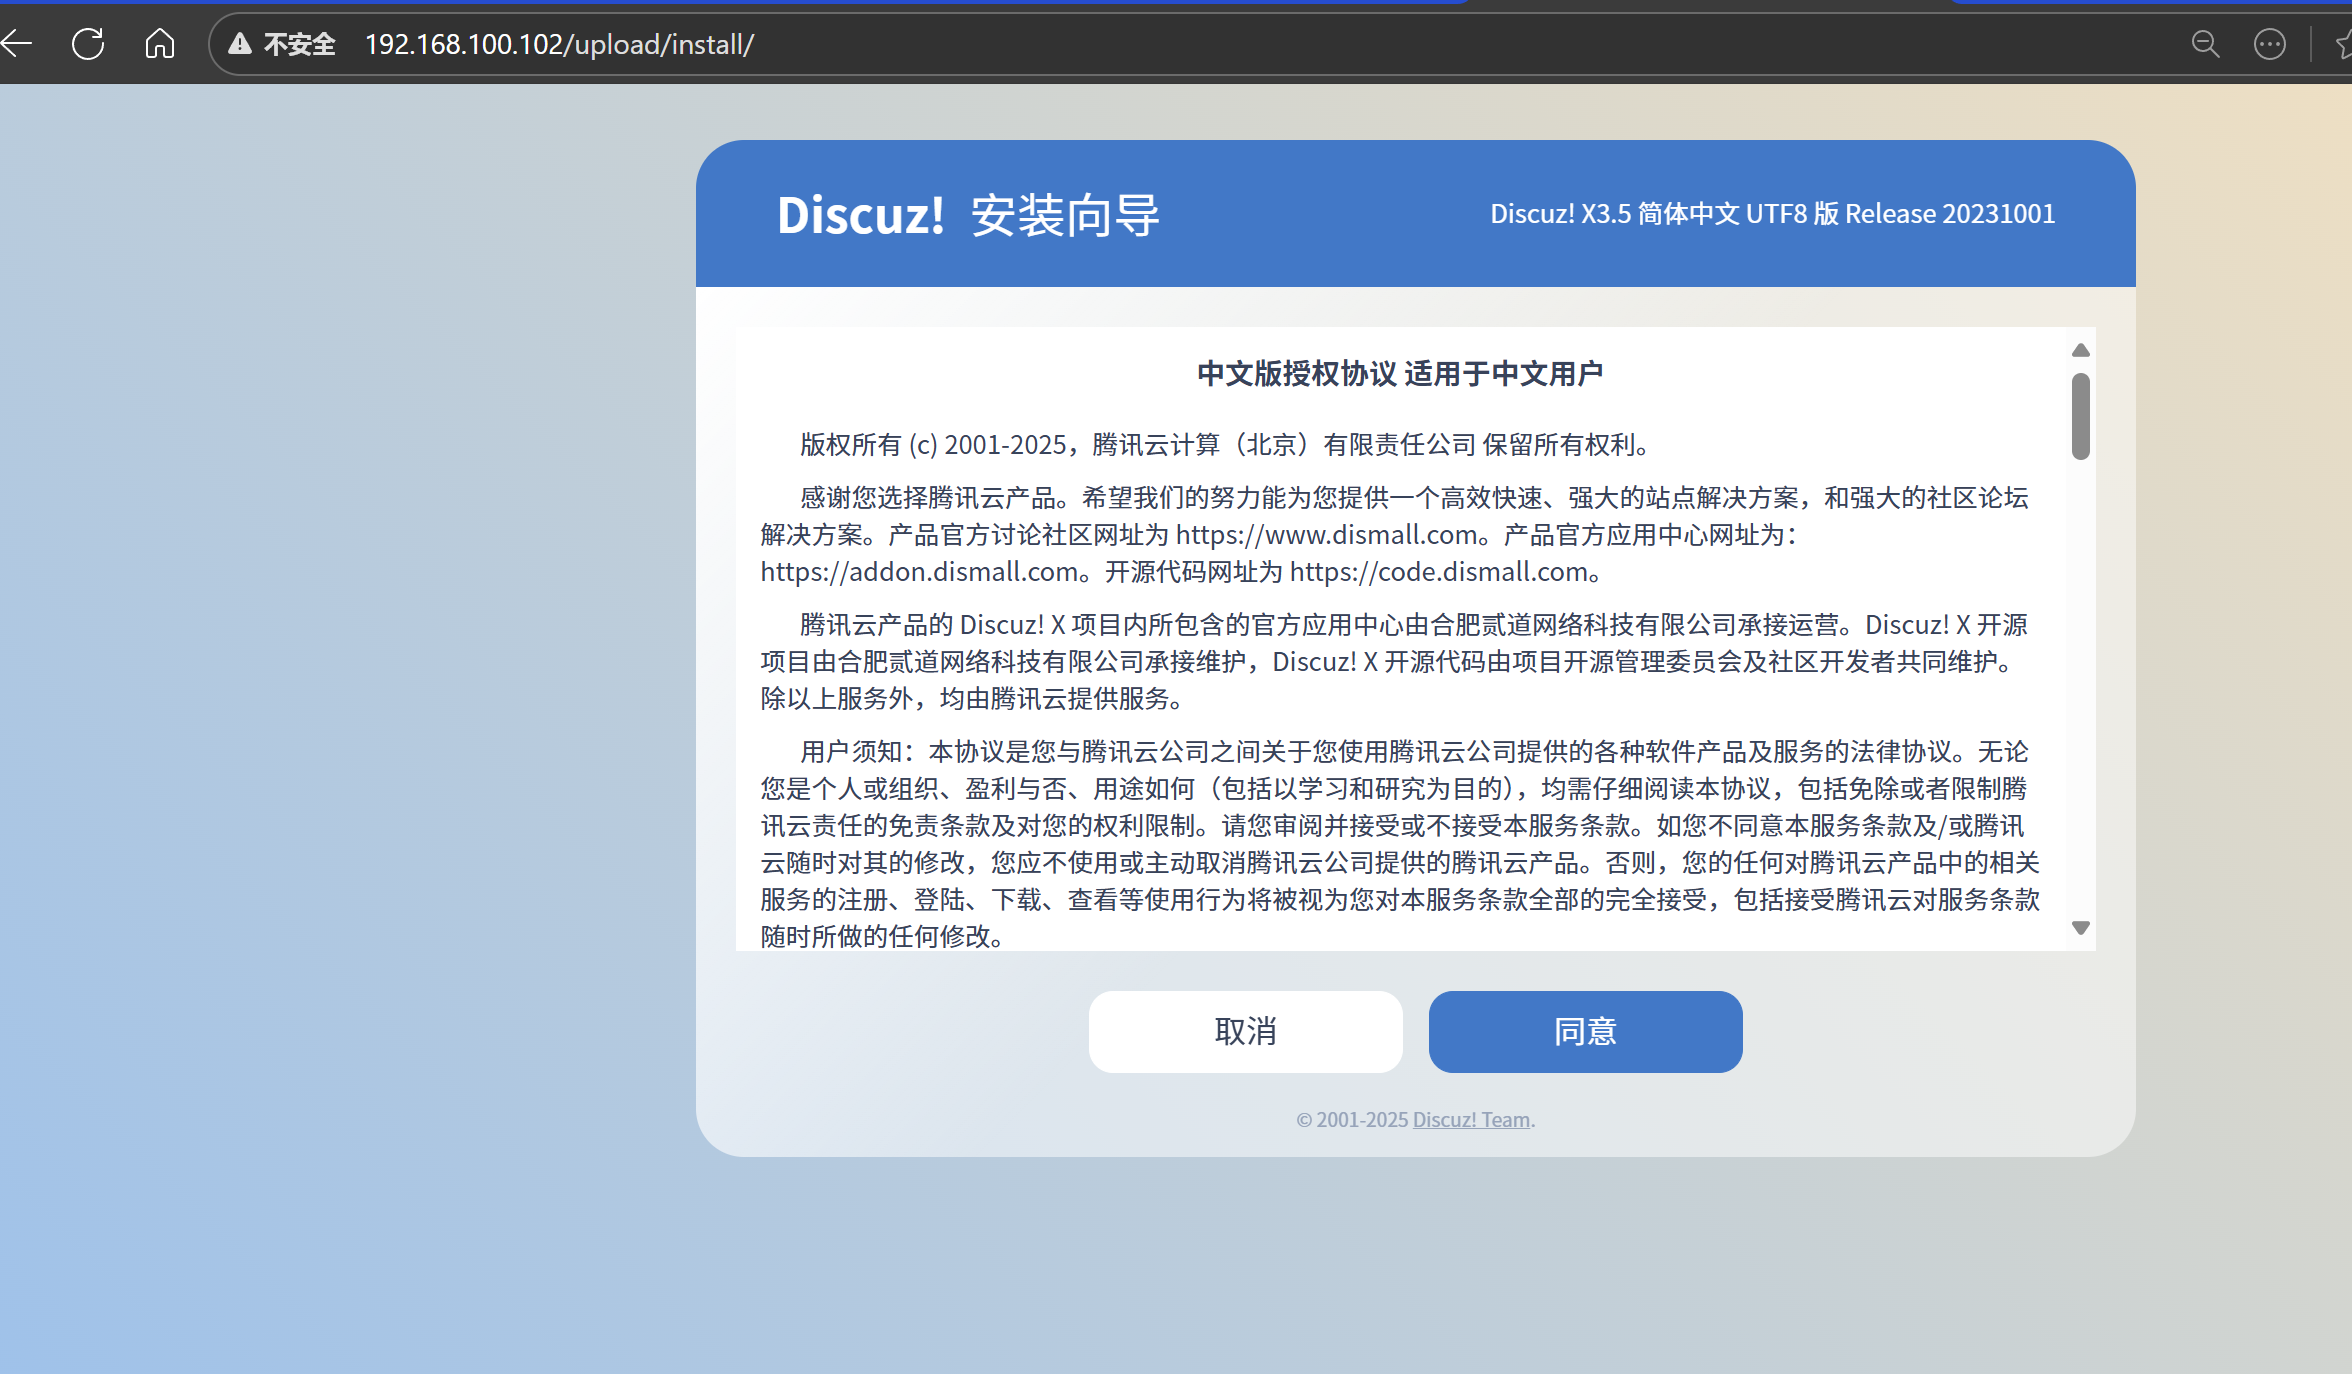 不安全 192.168.100.102/upload/install/
Discuz! 安装向导
Discuz! X3.5 简体中文 UTF8 版 Release 20231001
中文版授权协议 适用于中文用户
版权所有 (c) 2001-2025，腾讯云计算（北京）有限责任公司 保留所有权利。
感谢您选择腾讯云产品。希望我们的努力能为您提供一个高效快速、强大的站点解决方案，和强大的社区论坛
解决方案。产品官方讨论社区网址为 https://www.dismall.com。产品官方应用中心网址为：
https://addon.dismall.com。开源代码网址为 https://code.dismall.com。
腾讯云产品的 Discuz! X 项目内所包含的官方应用中心由合肥贰道网络科技有限公司承接运营。Discuz! X 开源
项目由合肥贰道网络科技有限公司承接维护，Discuz! X 开源代码由项目开源管理委员会及社区开发者共同维护。
除以上服务外，均由腾讯云提供服务。
用户须知：本协议是您与腾讯云公司之间关于您使用腾讯云公司提供的各种软件产品及服务的法律协议。无论
您是个人或组织、盈利与否、用途如何（包括以学习和研究为目的），均需仔细阅读本协议，包括免除或者限制腾
讯云责任的免责条款及对您的权利限制。请您审阅并接受或不接受本服务条款。如您不同意本服务条款及/或腾讯
云随时对其的修改，您应不使用或主动取消腾讯云公司提供的腾讯云产品。否则，您的任何对腾讯云产品中的相关
服务的注册、登陆、下载、查看等使用行为将被视为您对本服务条款全部的完全接受，包括接受腾讯云对服务条款
随时所做的任何修改。
取消
同意
© 2001-2025 Discuz! Team.